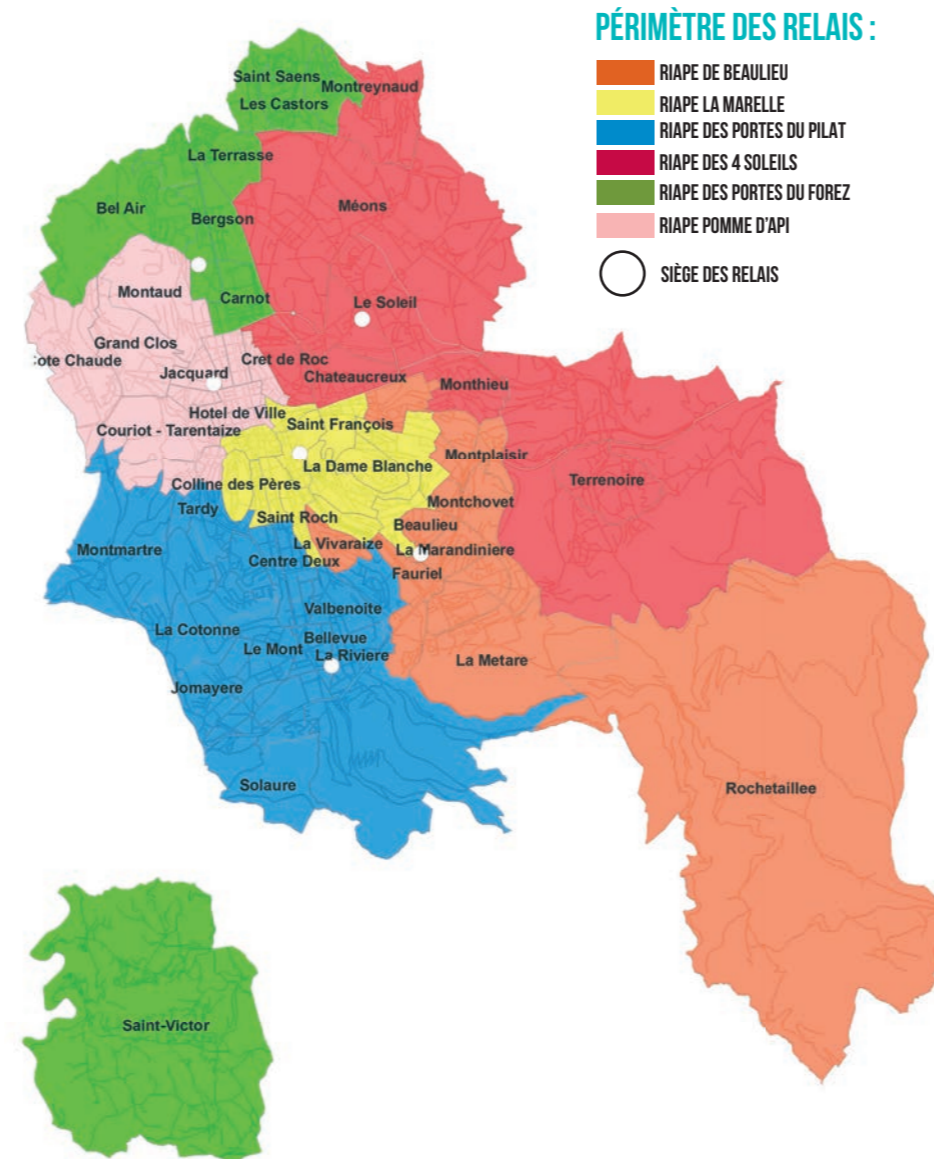 PÉRIMÈTRE DES RELAIS :
RIAPE DE BEAULIEU
RIAPE LA MARELLE
RIAPE DES PORTES DU PILAT
RIAPE DES 4 SOLEILS
RIAPE DES PORTES DU FOREZ
RIAPE POMME D'API
SIÈGE DES RELAIS
Saint Saens
Montreynaud
Les Castors
La Terrasse
Bel Air
Bergson
Méons
Montaud
Carnot
Le Soleil
Grand Clos
ote Chaude
Cret de Roc
Jacquard
Chateaucreux
Monthieu
Hotel de Ville
Saint François
Couriot - Tarentaize
Montplaisir
La Dame Blanche
Terrenoire
Colline des Pères
Tardy
Montchovet
Saint Roch
Beaulieu
La Vivaraize
La Marandiniere
Montmartre
Centre Deux
Fauriel
Valbenoite
La Cotonne
Bellevue
Le Mont
La Riviere
La Metare
Jomayere
Solaure
Rochetaillee
Saint-Victor